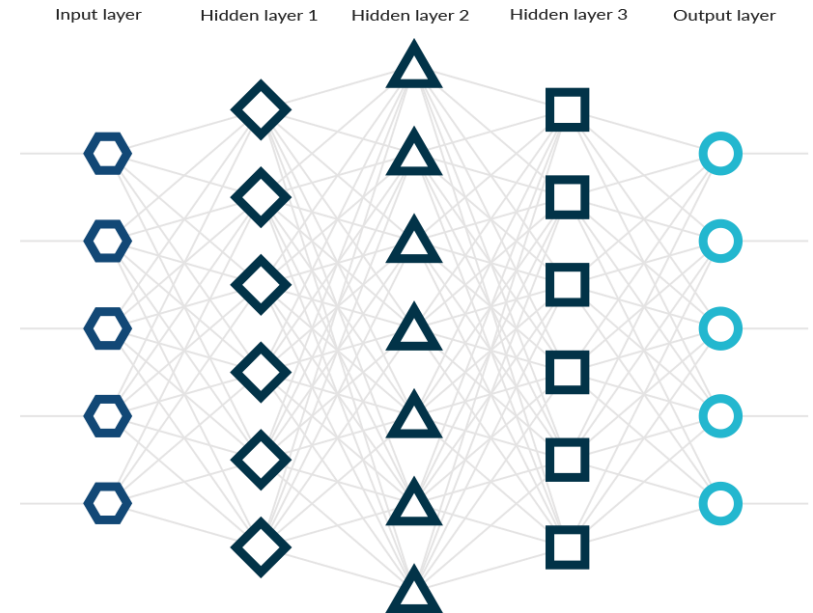 Input layer
Hidden layer 1
Hidden layer 2
Hidden layer 3
Output layer